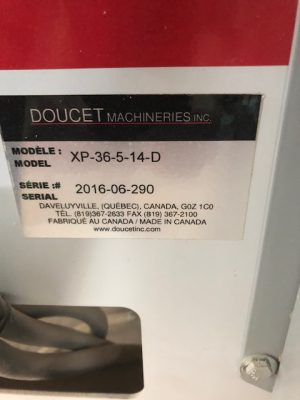 DOUCET MACHINERIES INC.
MODÈLE :
MODEL XP-36-5-14-D
SÉRIE :#
SERIAL 2016-06-290
DAVELUYVILLE, (QUÉBEC), CANADA, G0Z 1C0
TÉL. (819)367-2633 FAX (819) 367-2100
FABRIQUÉ AU CANADA / MADE IN CANADA
www.doucetinc.com